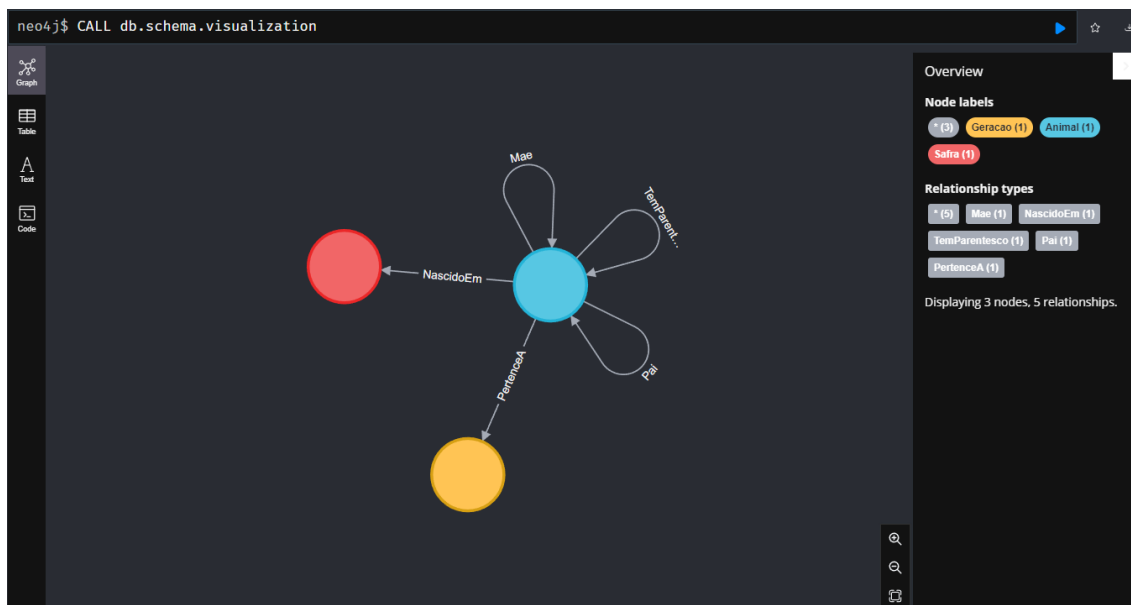 neo4j$ CALL db.schema.visualization
Graph
Table
Text
Code
Mae
TemParent...
NascidoEm
Pai
PertenceA
Overview
Node labels
* (3) Geracao (1) Animal (1)
Safra (1)
Relationship types
* (5) Mae (1) NascidoEm (1)
TemParentesco (1) Pai (1)
PertenceA (1)
Displaying 3 nodes, 5 relationships.